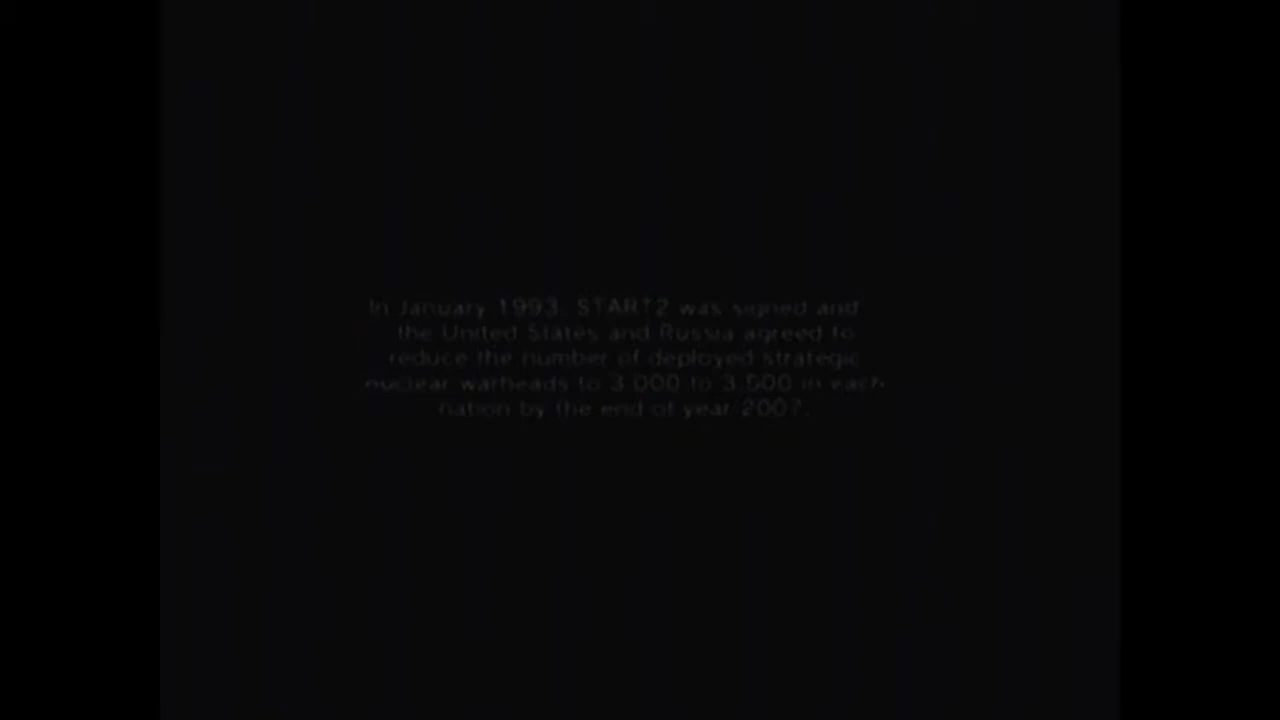 In January 1993, START2 was signed and
the United States and Russia agreed to
reduce the number of deployed strategic
nuclear warheads to 3,000 to 3,500 in each
nation by the end of year 2007.